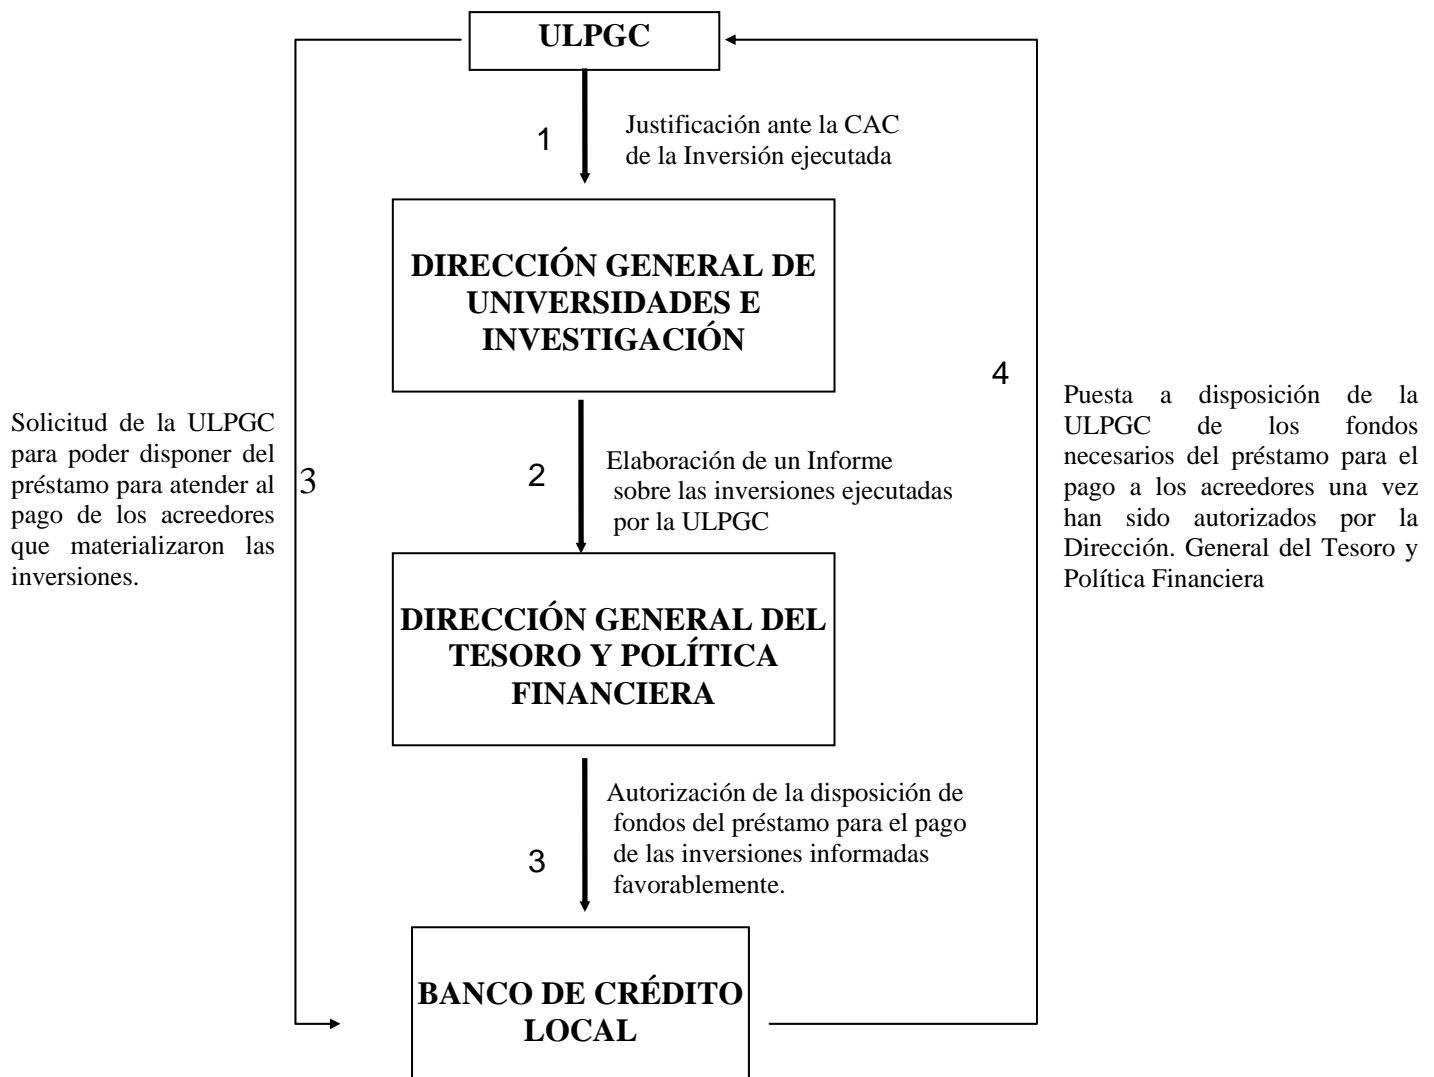 ULPGC
1
Justificación ante la CAC
de la Inversión ejecutada
DIRECCIÓN GENERAL DE
UNIVERSIDADES E
INVESTIGACIÓN
4
Solicitud de la ULPGC
para poder disponer del
préstamo para atender al
pago de los acreedores
que materializaron las
inversiones.
3
2
Elaboración de un Informe
sobre las inversiones ejecutadas
por la ULPGC
Puesta a disposición de la
ULPGC de los fondos
necesarios del préstamo para el
pago a los acreedores una vez
han sido autorizados por la
Dirección. General del Tesoro y
Política Financiera
DIRECCIÓN GENERAL DEL
TESORO Y POLÍTICA
FINANCIERA
3
Autorización de la disposición de
fondos del préstamo para el pago
de las inversiones informadas
favorablemente.
BANCO DE CRÉDITO
LOCAL